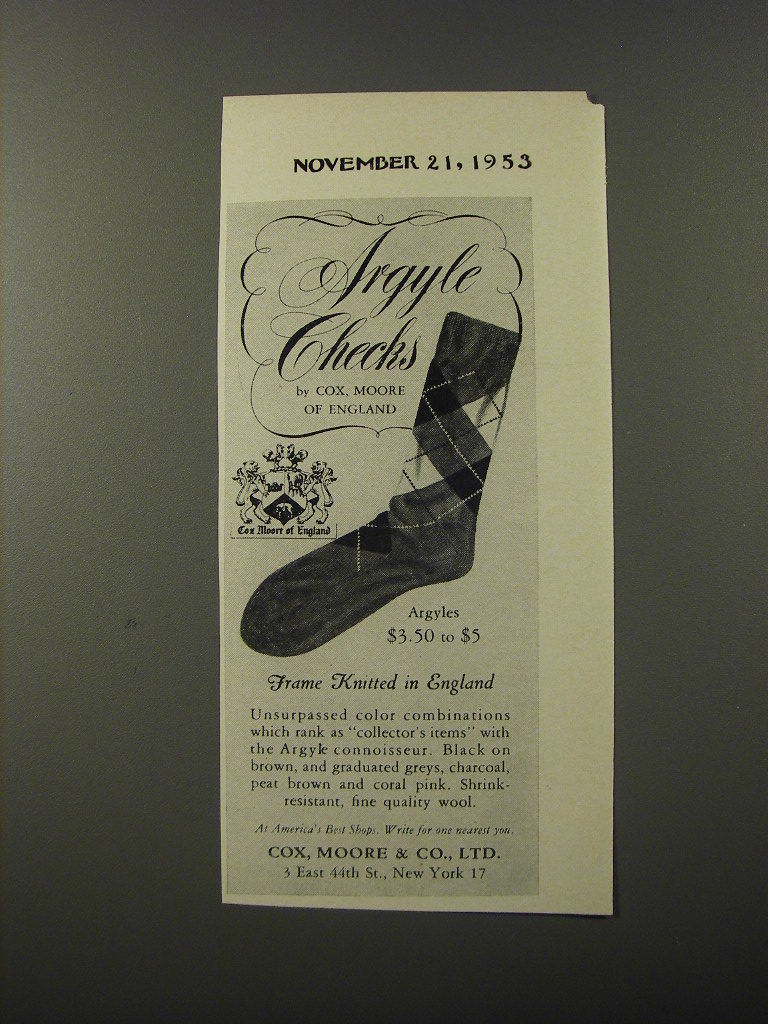 NOVEMBER 21, 1953
Argyle
Checks
by COX, MOORE
OF ENGLAND
Cox Moore of England
Argyles
$3.50 to $5
Frame Knitted in England
Unsurpassed color combinations
which rank as "collector's items" with
the Argyle connoisseur. Black on
brown, and graduated greys, charcoal,
peat brown and coral pink. Shrink-
resistant, fine quality wool.
At America's Best Shops. Write for one nearest you.
COX, MOORE & CO., LTD.
3 East 44th St., New York 17